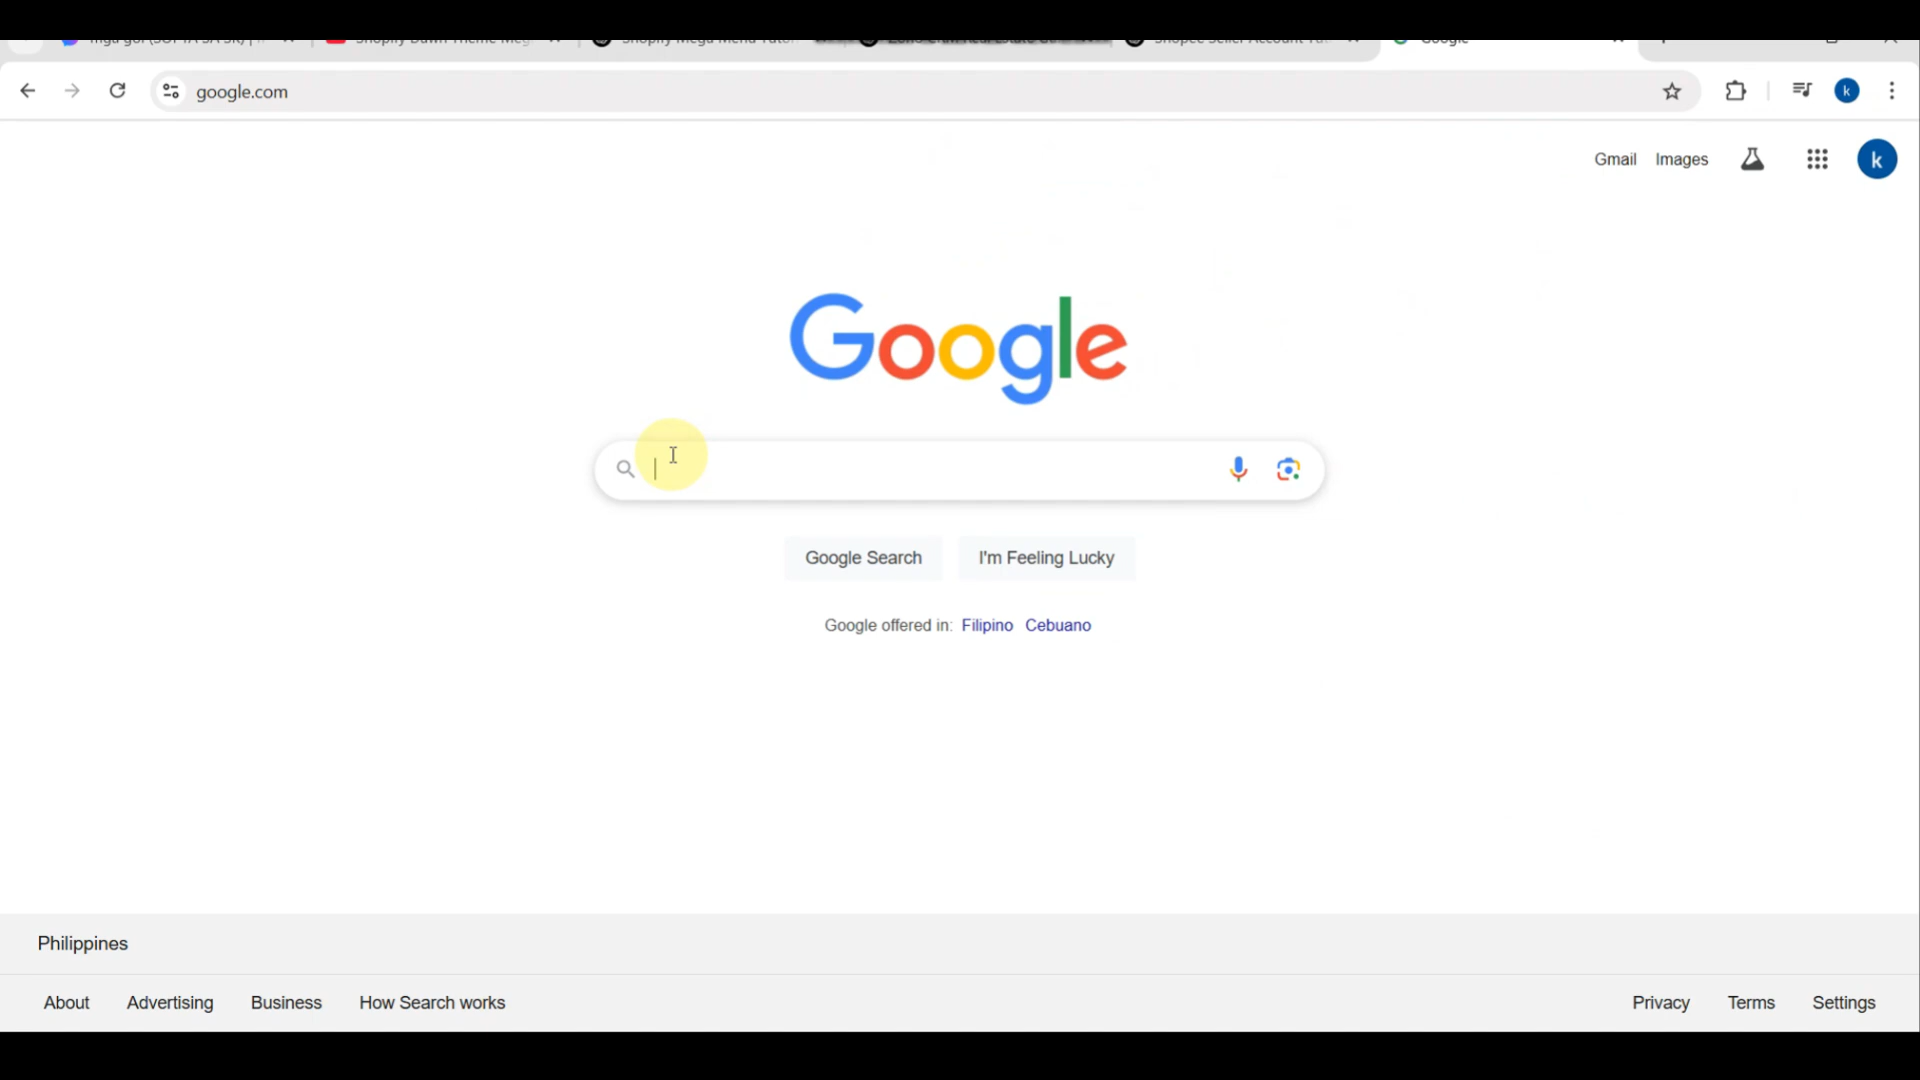 google.com
Gmail Images
k
k
Google
Google Search I'm Feeling Lucky
Google offered in: Filipino Cebuano
Philippines
About Advertising Business How Search works
Privacy Terms Settings